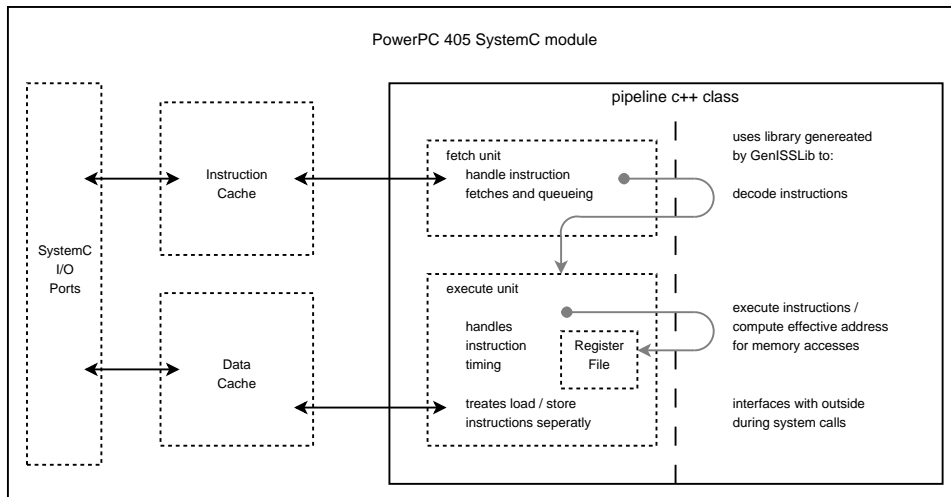 PowerPC 405 SystemC module
pipeline c++ class
SystemC
I/O
Ports
Instruction
Cache
fetch unit
handle instruction
fetches and queueing
uses library genereated
by GenISSLib to:
decode instructions
Data
Cache
execute unit
handles
instruction
timing
Register
File
treates load / store
instructions seperatly
execute instructions /
compute effective address
for memory accesses
interfaces with outside
during system calls